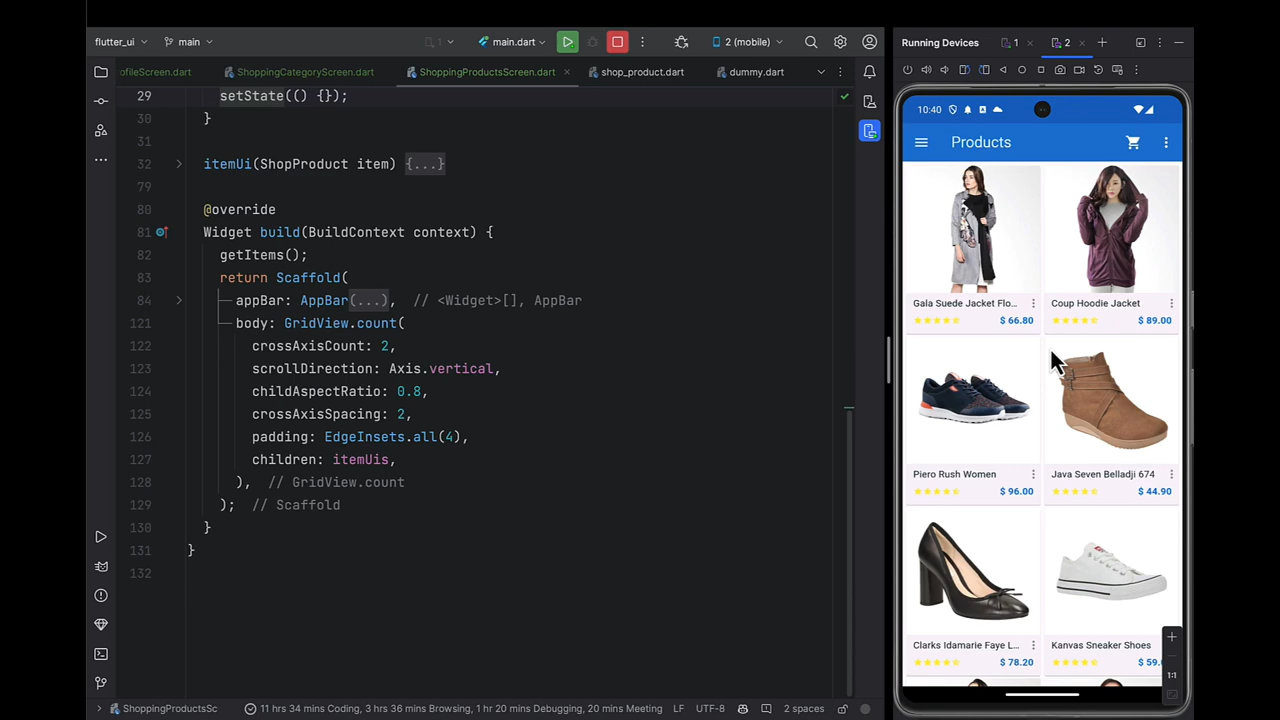 flutter_ui
main
1
main.dart
2 (mobile)
Running Devices
1
2
ofileScreen.dart
ShoppingCategoryScreen.dart
ShoppingProductsScreen.dart
shop_product.dart
dummy.dart
29 setState(() {});
30 }
31
32 itemUi(ShopProduct item) {...}
79
80 @override
81 Widget build(BuildContext context) {
82 getItems();
83 return Scaffold(
84 appBar: AppBar(...), // <Widget>[], AppBar
121 body: GridView.count(
122 crossAxisCount: 2,
123 scrollDirection: Axis.vertical,
124 childAspectRatio: 0.8,
125 crossAxisSpacing: 2,
126 padding: EdgeInsets.all(4),
127 children: itemUis,
128 ), // GridView.count
129 ); // Scaffold
130 }
131 }
132
10:40
Products
Gala Suede Jacket Flo...
$ 66.80
Coup Hoodie Jacket
$ 89.00
Piero Rush Women
$ 96.00
Java Seven Belladji 674
$ 44.90
Clarks Idamarie Faye L...
$ 78.20
Kanvas Sneaker Shoes
$ 59.
1:1
ShoppingProductsSc
11 hrs 34 mins Coding, 3 hrs 36 mins Browsing, 1 hr 20 mins Debugging, 20 mins Meeting
LF
UTF-8
2 spaces